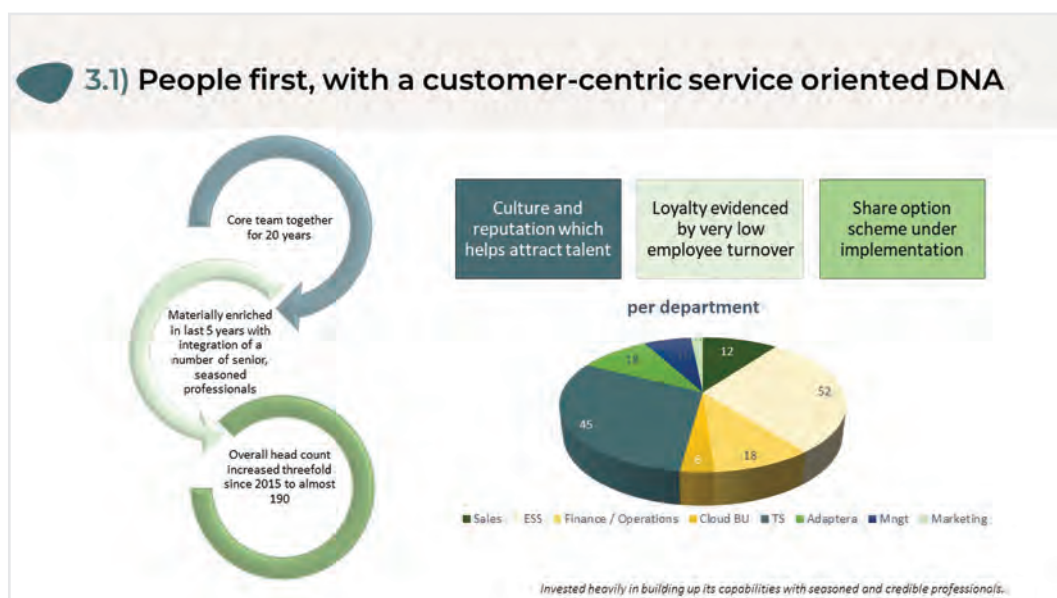 3.1) People first, with a customer-centric service oriented DNA
Core team together
for 20 years
Materially enriched
in last 5 years with
integration of a
number of senior,
seasoned
professionals
Overall head count
increased threefold
since 2015 to almost
190
Culture and
reputation which
helps attract talent
Loyalty evidenced
by very low
employee turnover
Share option
scheme under
implementation
per department
12
52
18
6
45
18
Sales ESS Finance / Operations Cloud BU TS Adaptera Mngt Marketing
Invested heavily in building up its capabilities with seasoned and credible professionals.